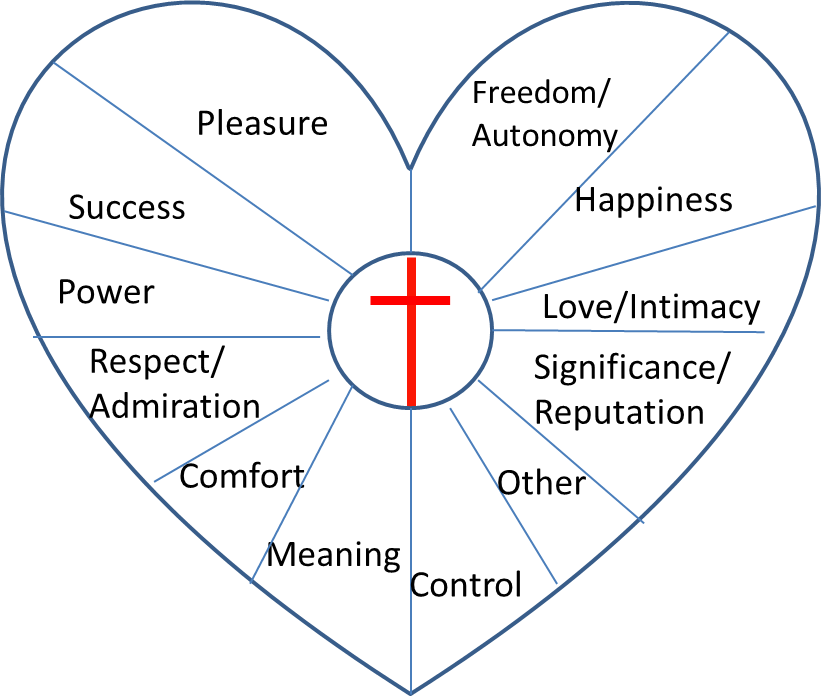 Freedom/
Autonomy
Pleasure
Happiness
Success
Power
Love/Intimacy
Respect/
Admiration
Significance/
Reputation
Comfort
Other
Meaning
Control